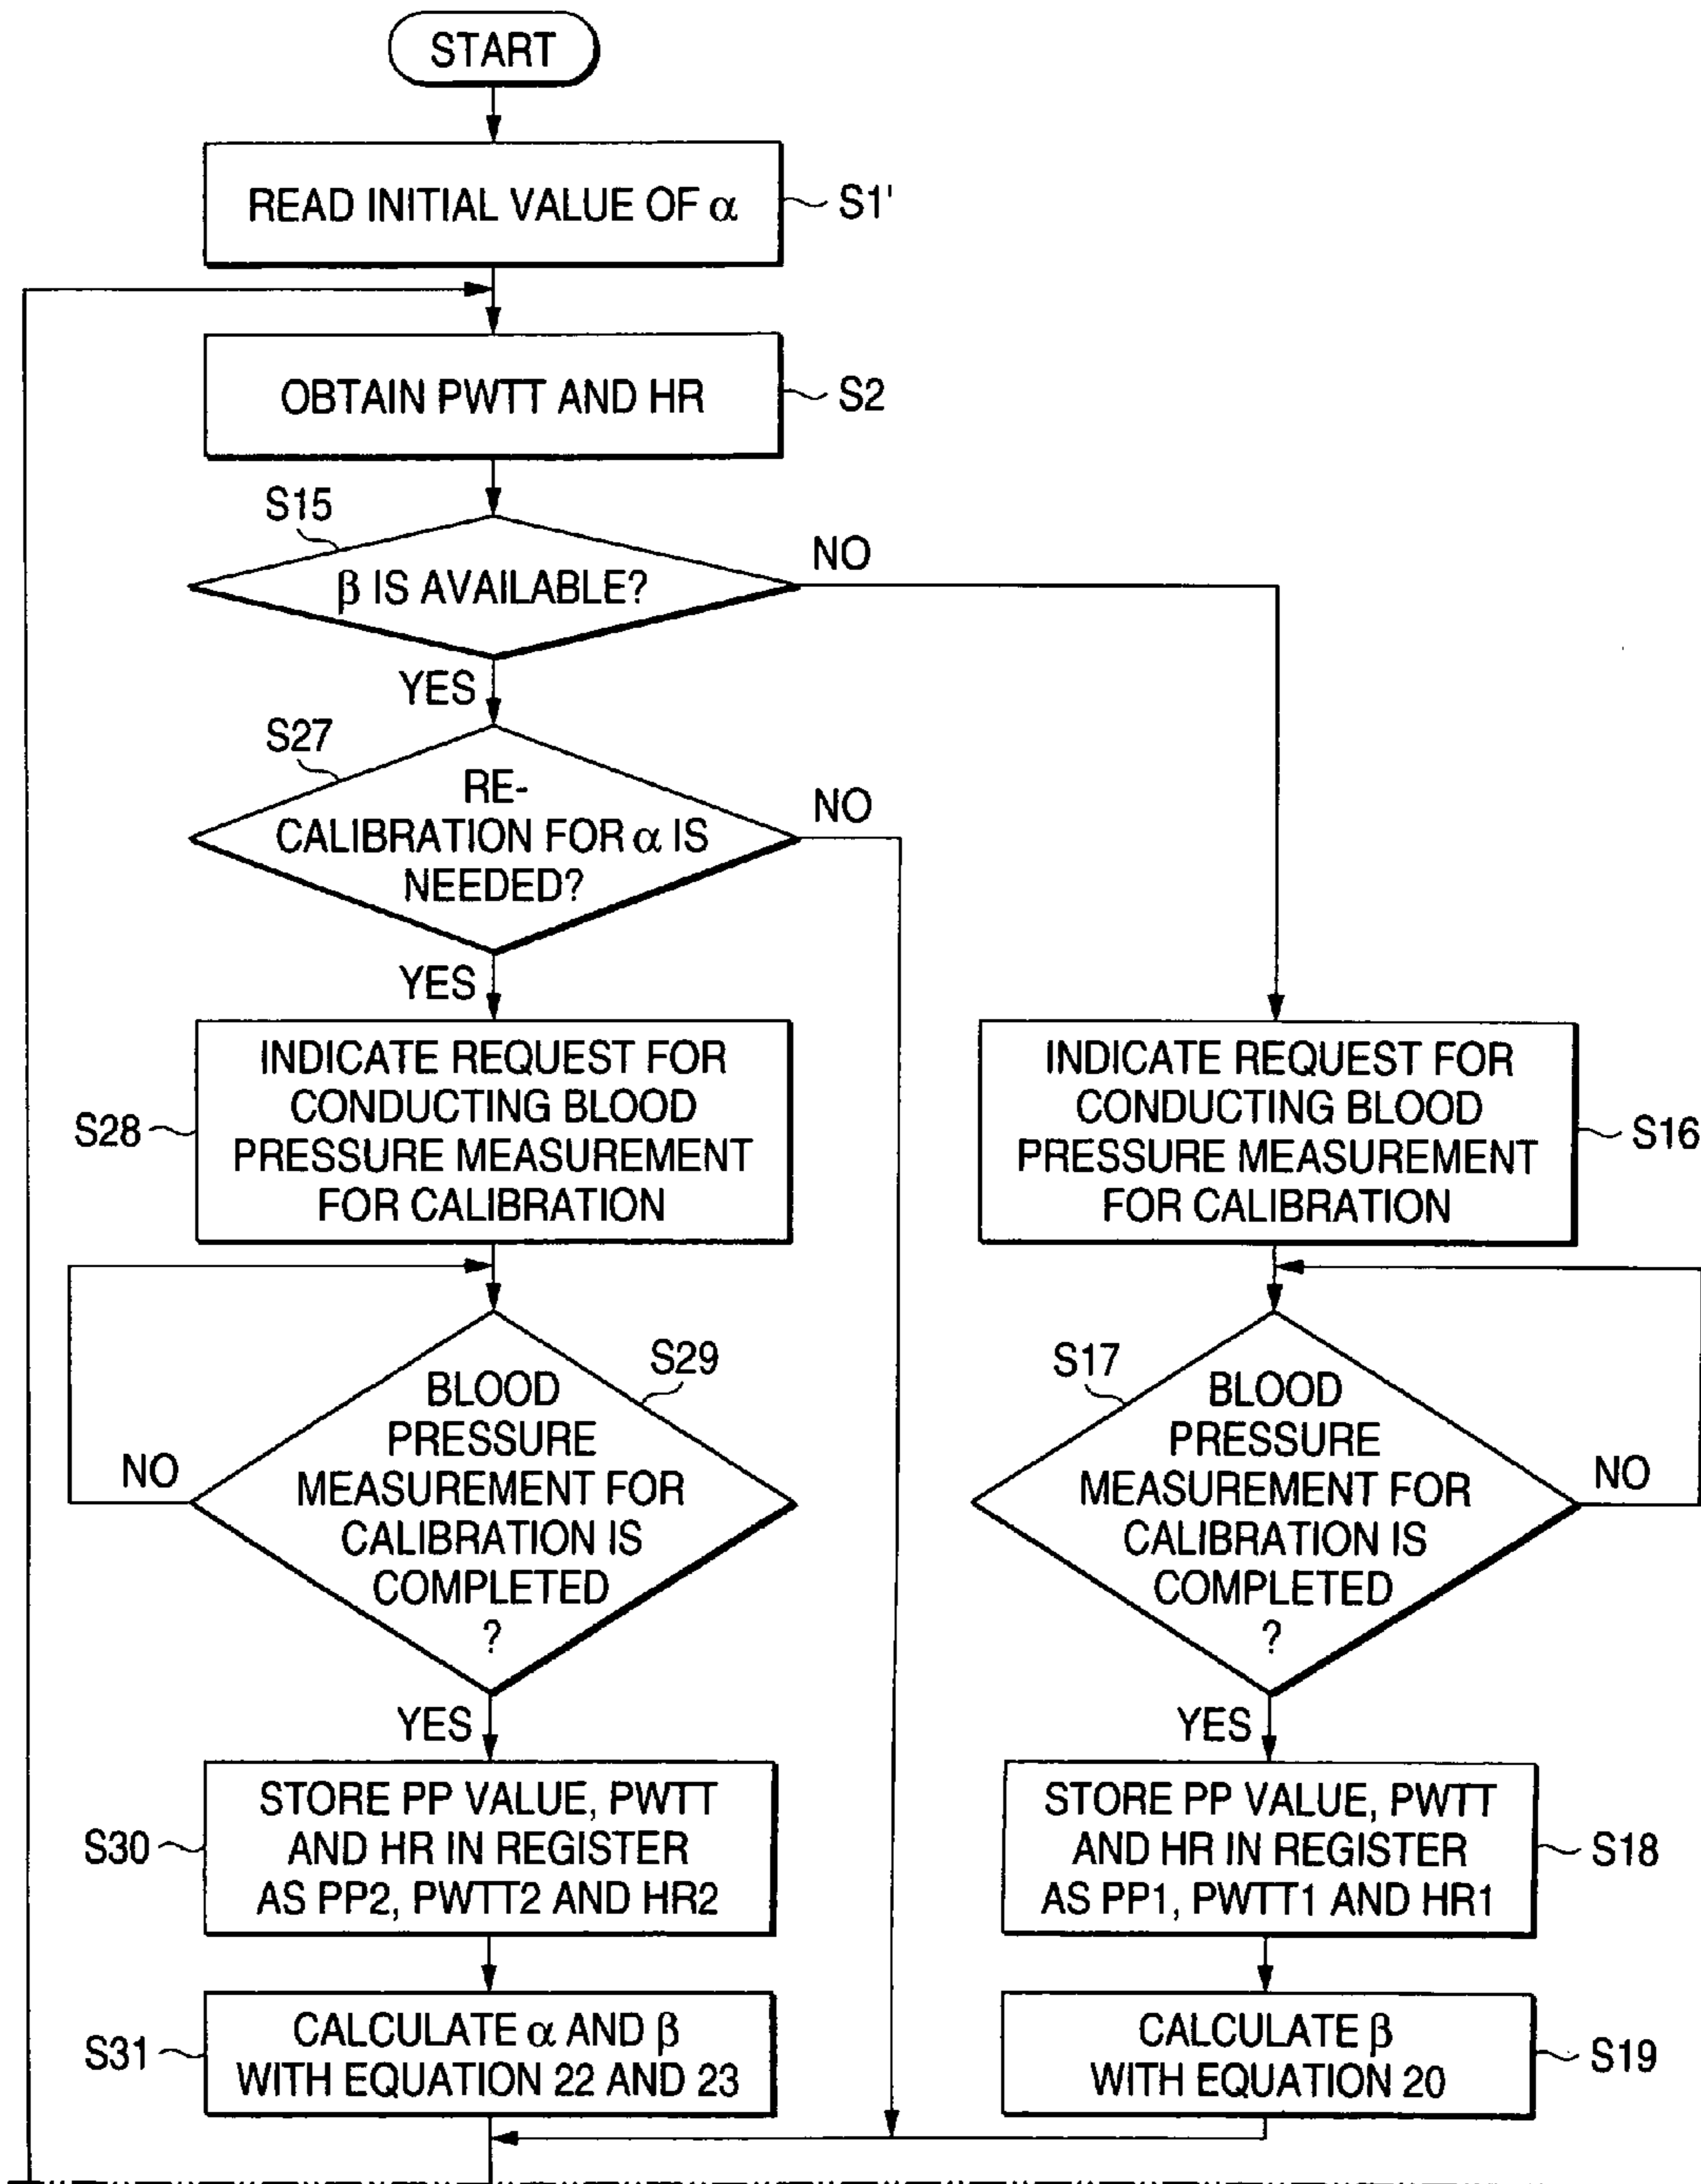 START
READ INITIAL VALUE OF α
S1'
OBTAIN PWTT AND HR
S2
S15
β IS AVAILABLE?
NO
YES
S27
RE-
CALIBRATION FOR α IS
NEEDED?
NO
YES
INDICATE REQUEST FOR
CONDUCTING BLOOD
PRESSURE MEASUREMENT
FOR CALIBRATION
S28
INDICATE REQUEST FOR
CONDUCTING BLOOD
PRESSURE MEASUREMENT
FOR CALIBRATION
S16
S29
BLOOD
PRESSURE
MEASUREMENT FOR
CALIBRATION IS
COMPLETED
?
NO
YES
S17
BLOOD
PRESSURE
MEASUREMENT FOR
CALIBRATION IS
COMPLETED
?
NO
YES
STORE PP VALUE, PWTT
AND HR IN REGISTER
AS PP2, PWTT2 AND HR2
S30
STORE PP VALUE, PWTT
AND HR IN REGISTER
AS PP1, PWTT1 AND HR1
S18
CALCULATE α AND β
WITH EQUATION 22 AND 23
S31
CALCULATE β
WITH EQUATION 20
S19